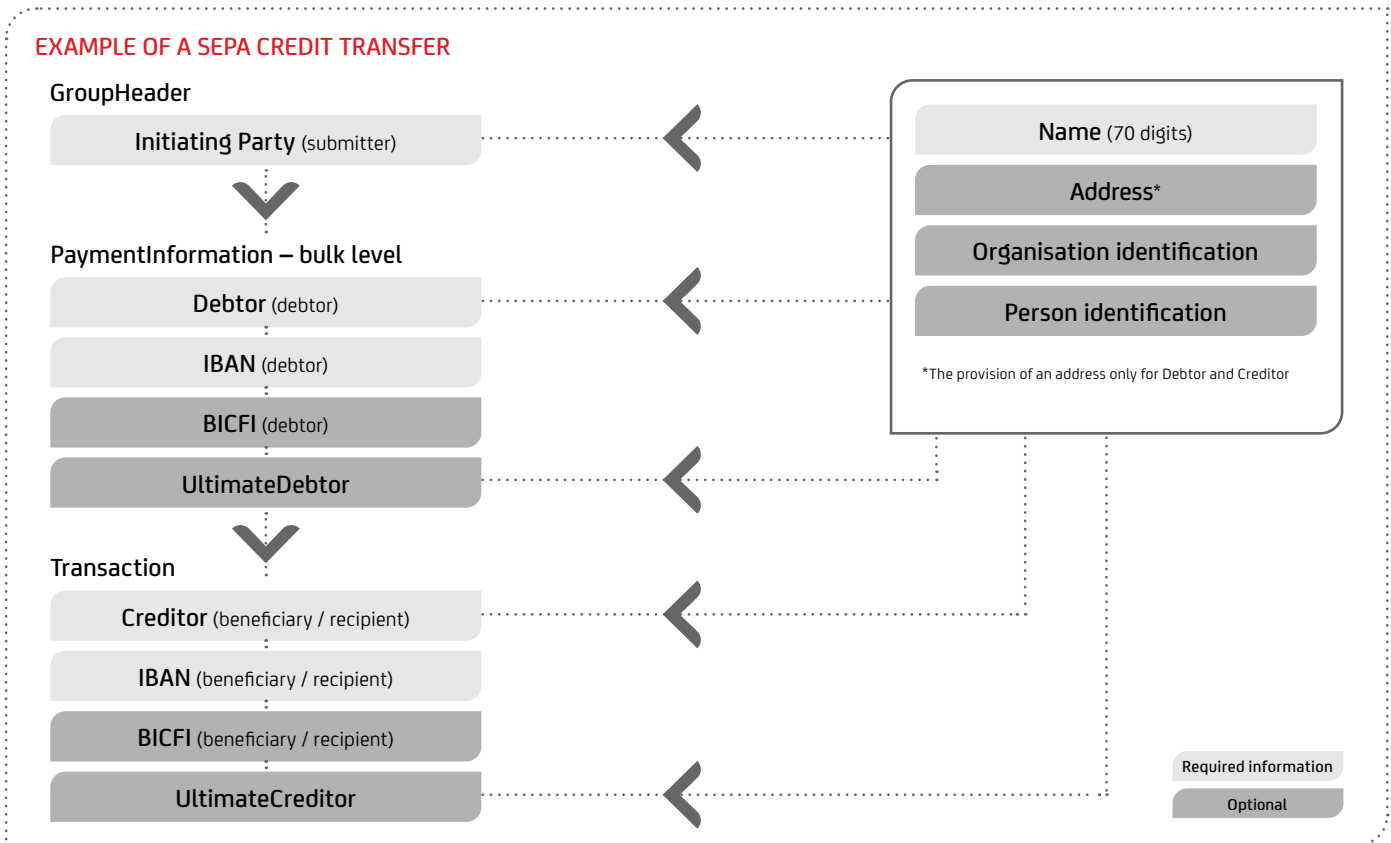 EXAMPLE OF A SEPA CREDIT TRANSFER
GroupHeader
Initiating Party (submitter)
PaymentInformation – bulk level
Debtor (debtor)
IBAN (debtor)
BICFI (debtor)
UltimateDebtor
Transaction
Creditor (beneficiary / recipient)
IBAN (beneficiary / recipient)
BICFI (beneficiary / recipient)
UltimateCreditor
Name (70 digits)
Address*
Organisation identification
Person identification
*The provision of an address only for Debtor and Creditor
Required information
Optional